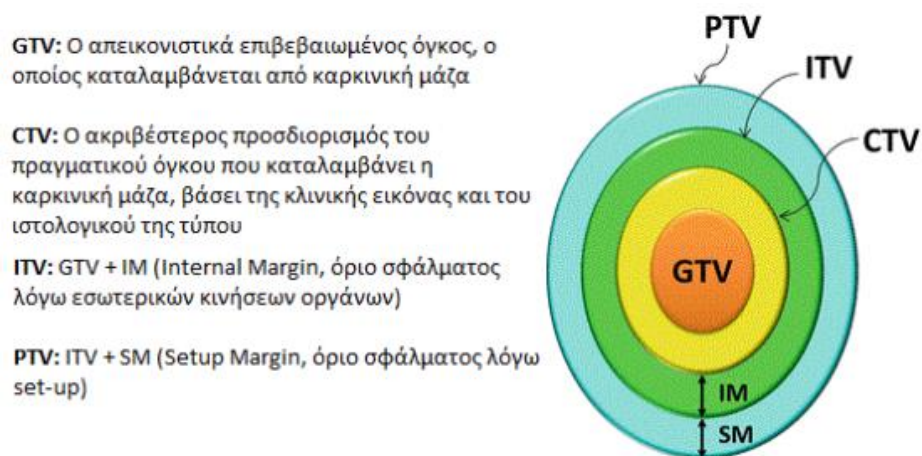 GTV: Ο απεικονιστικά επιβεβαιωμένος όγκος, ο
οποίος καταλαμβάνεται από καρκινική μάζα
CTV: Ο ακριβέστερος προσδιορισμός του
πραγματικού όγκου που καταλαμβάνει η
καρκινική μάζα, βάσει της κλινικής εικόνας και του
ιστολογικού της τύπου
ITV: GTV + IM (Internal Margin, όριο σφάλματος
λόγω εσωτερικών κινήσεων οργάνων)
PTV: ITV + SM (Setup Margin, όριο σφάλματος λόγω
set-up)
PTV
ITV
CTV
GTV
IM
SM